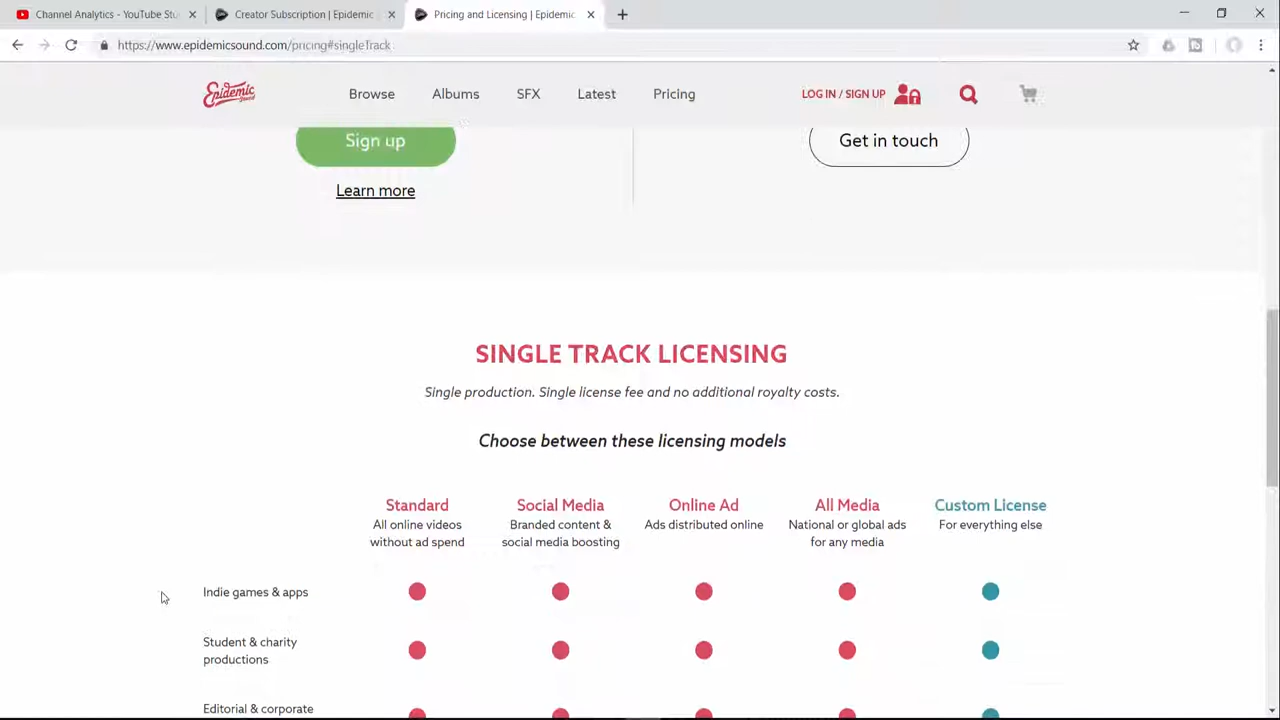 Channel Analytics - YouTube Stu
Creator Subscription | Epidemic
Pricing and Licensing | Epidemic
https://www.epidemicsound.com/pricing#singleTrack
Epidemic Sound
Browse
Albums
SFX
Latest
Pricing
LOG IN / SIGN UP
Sign up
Get in touch
Learn more
SINGLE TRACK LICENSING
Single production. Single license fee and no additional royalty costs.
Choose between these licensing models
Standard
All online videos
without ad spend
Social Media
Branded content &
social media boosting
Online Ad
Ads distributed online
All Media
National or global ads
for any media
Custom License
For everything else
Indie games & apps
Student & charity
productions
Editorial & corporate